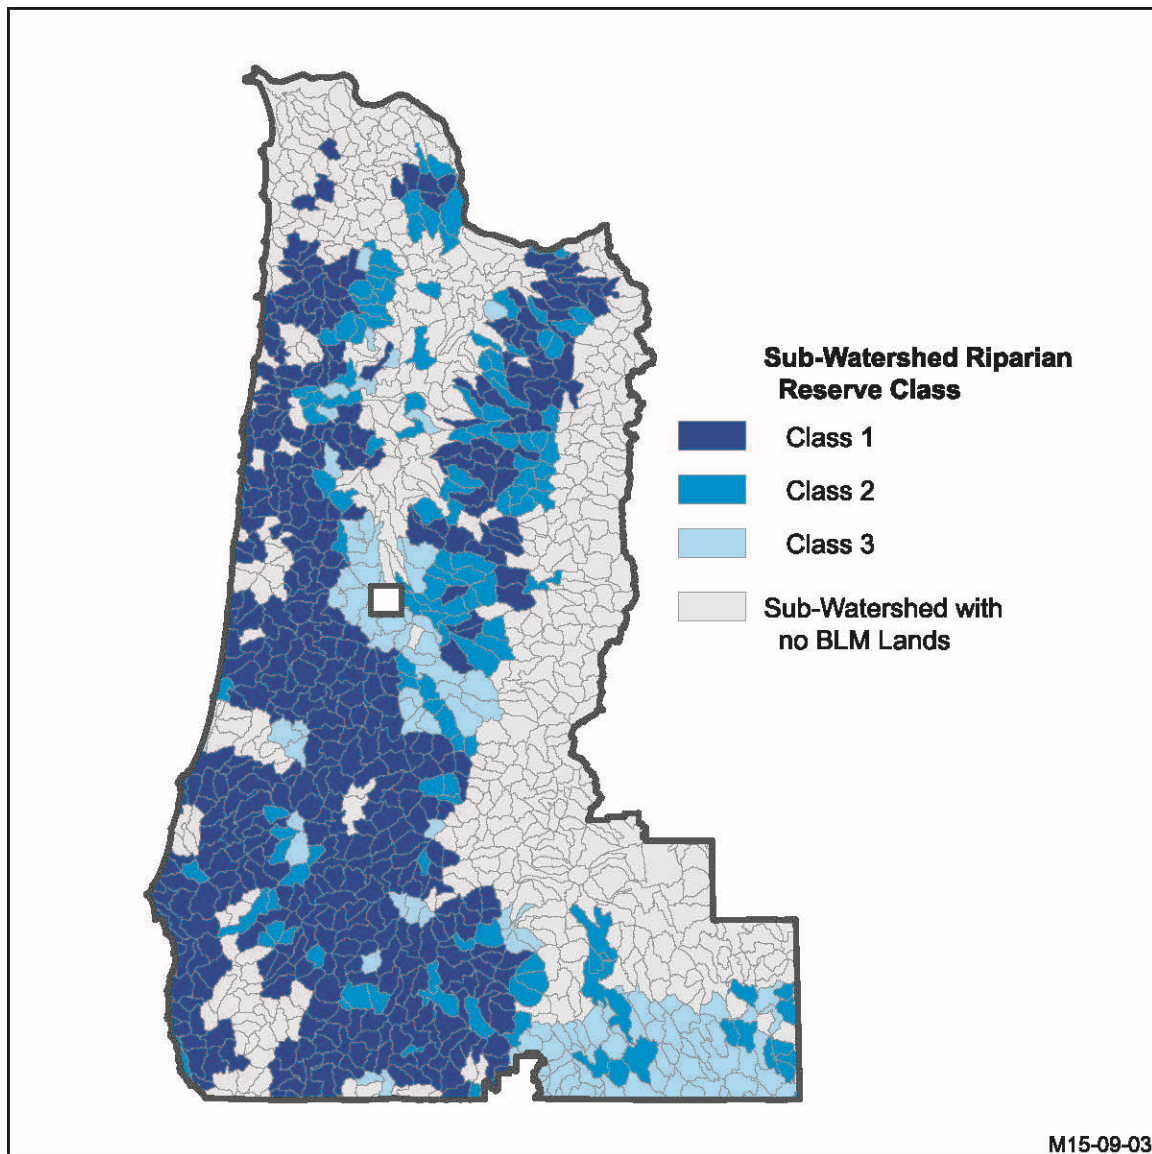 Sub-Watershed Riparian
Reserve Class
Class 1
Class 2
Class 3
Sub-Watershed with
no BLM Lands
M15-09-03